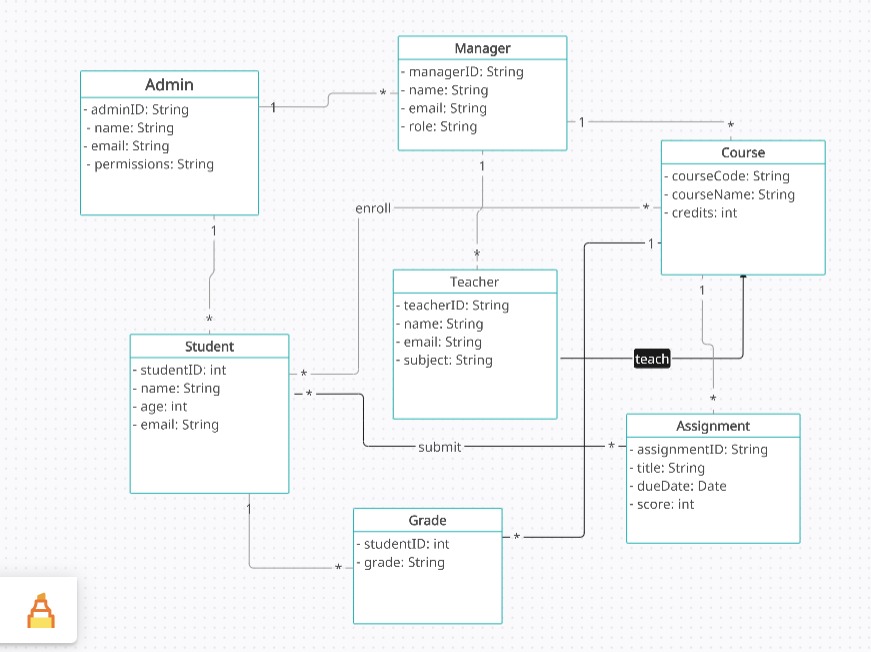 Manager
- managerID: String
- name: String
- email: String
- role: String
Admin
- adminID: String
- name: String
- email: String
- permissions: String
1
*
1
*
Course
- courseCode: String
- courseName: String
- credits: int
1
enroll
*
1
1
*
Teacher
- teacherID: String
- name: String
- email: String
- subject: String
1
*
teach
Student
- studentID: int
- name: String
- age: int
- email: String
*
*
*
Assignment
- assignmentID: String
- title: String
- dueDate: Date
- score: int
submit
*
1
Grade
- studentID: int
- grade: String
*
*